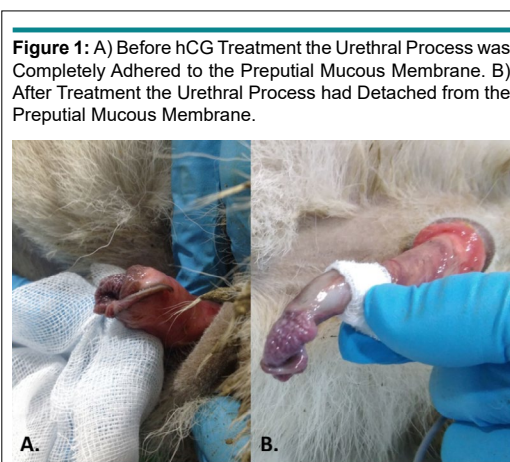 Figure 1: A) Before hCG Treatment the Urethral Process was
Completely Adhered to the Preputial Mucous Membrane. B)
After Treatment the Urethral Process had Detached from the
Preputial Mucous Membrane.
A. B.